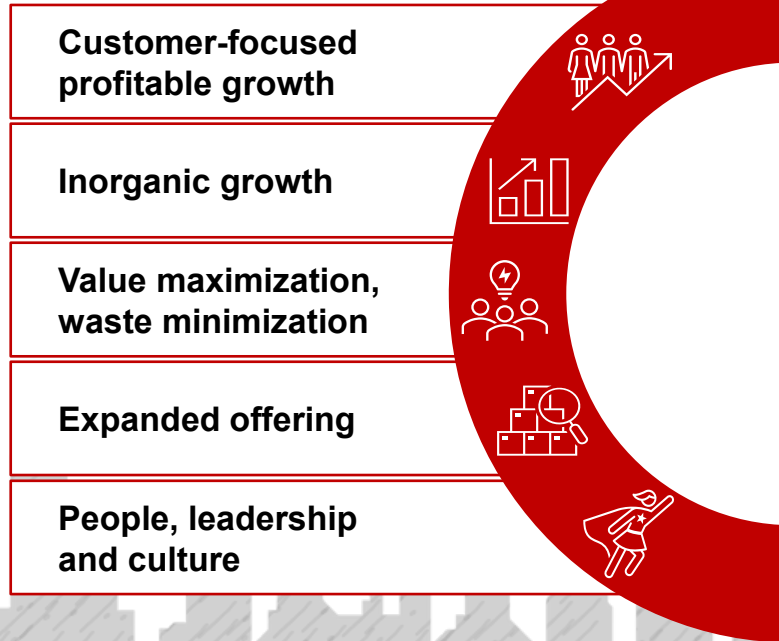 Customer-focused
profitable growth
Inorganic growth
Value maximization,
waste minimization
Expanded offering
People, leadership
and culture